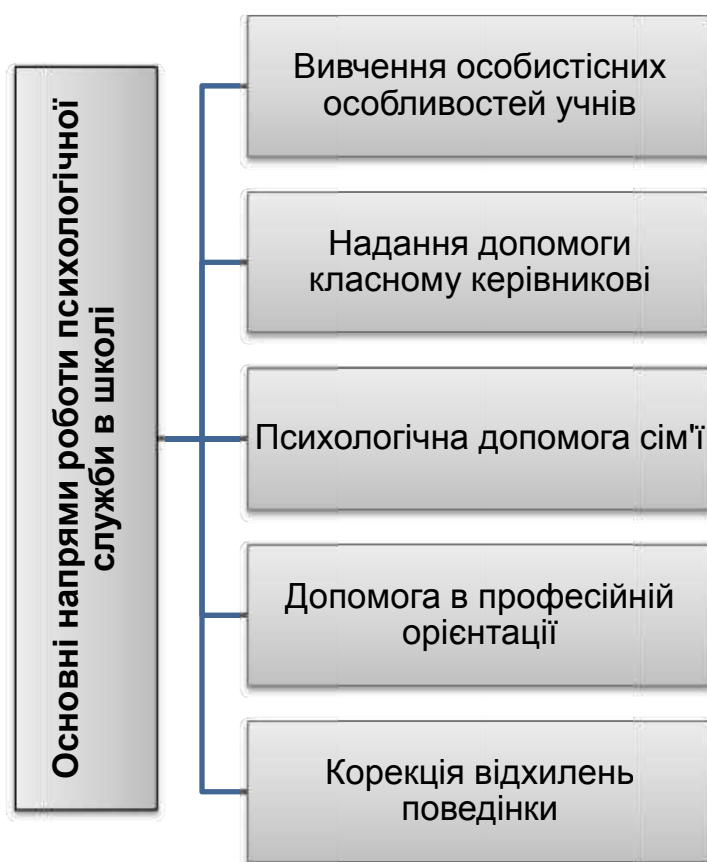 Основні напрями роботи психологічної
служби в школі
Вивчення особистісних
особливостей учнів
Надання допомоги
класному керівникові
Психологічна допомога сім'ї
Допомога в професійній
орієнтації
Корекція відхилень
поведінки